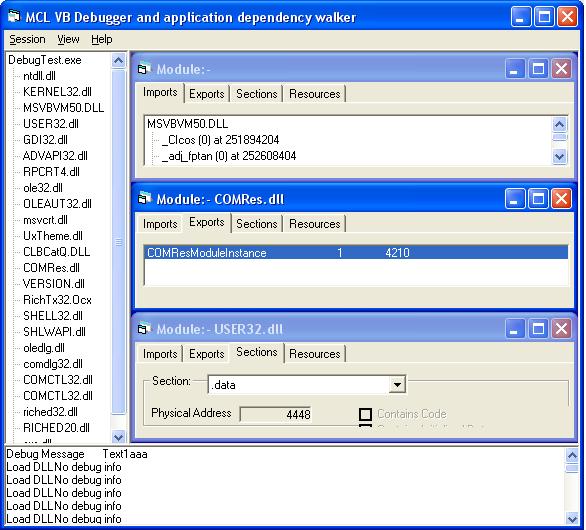 MCL VB Debugger and application dependency walker
Session View Help
DebugTest.exe
ntdll.dll
KERNEL32.dll
MSVBVM50.DLL
USER32.dll
GDI32.dll
ADVAPI32.dll
RPCRT4.dll
ole32.dll
OLEAUT32.dll
msvcrt.dll
UxTheme.dll
CLBCatQ.DLL
COMRes.dll
VERSION.dll
RichTx32.Ocx
SHELL32.dll
SHLWAPI.dll
oledlg.dll
comdlg32.dll
COMCTL32.dll
COMCTL32.dll
riched32.dll
RICHED20.dll
Module:-
Imports Exports Sections Resources
MSVBVM50.DLL
_CIcos (0) at 251894204
_adj_fptan (0) at 252608404
Module:- COMRes.dll
Imports Exports Sections Resources
COMResModuleInstance 1 4210
Module:- USER32.dll
Imports Exports Sections Resources
Section: .data
Physical Address 4448 Contains Code
Debug Message Text1aaa
Load DLLNo debug info
Load DLLNo debug info
Load DLLNo debug info
Load DLLNo debug info
Load DLLNo debug info